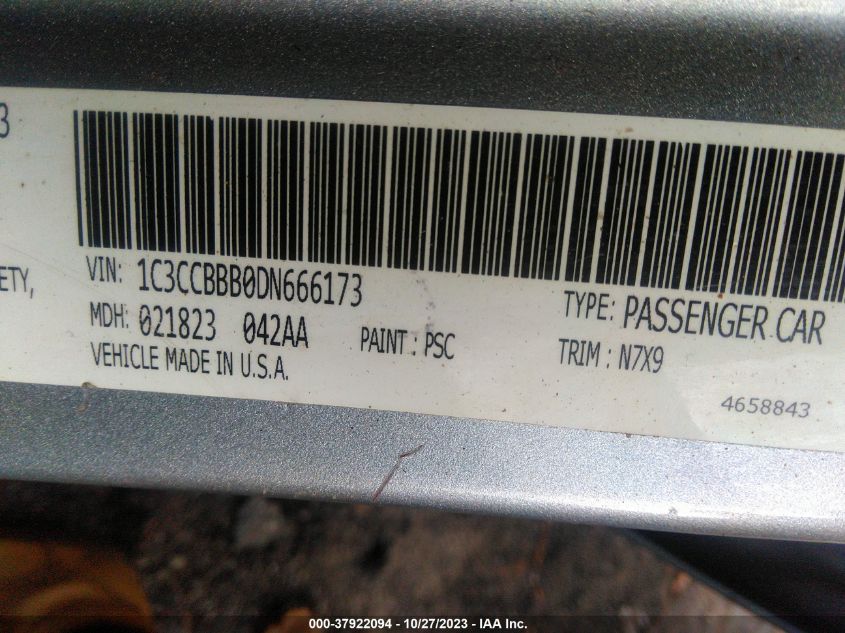 3
ETY,
VIN: 1C3CCBBB0DN666173
TYPE: PASSENGER CAR
MDH: 021823 042AA
PAINT: PSC
TRIM: N7X9
VEHICLE MADE IN U.S.A.
4658843
000-37922094 - 10/27/2023 - IAA Inc.